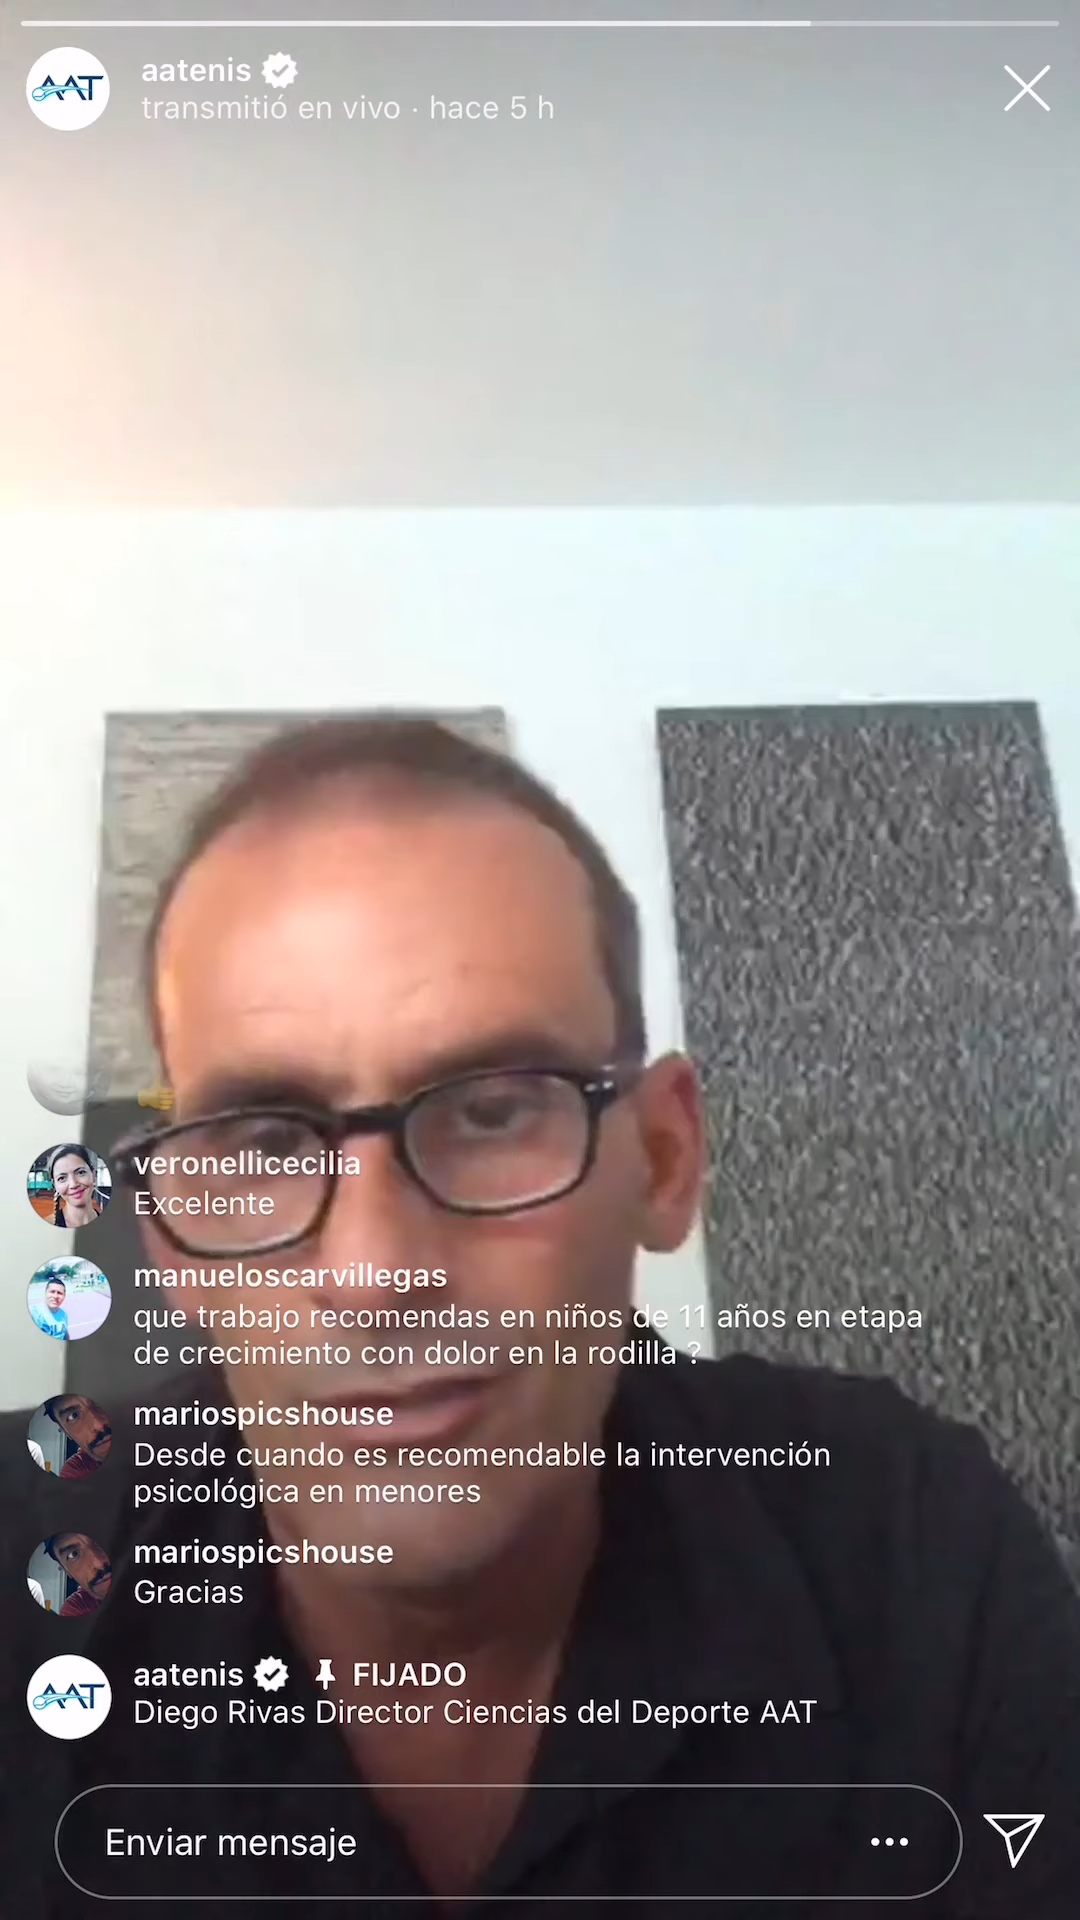 AAT
aatenis
transmitió en vivo · hace 5 h
veronellicecilia
Excelente
manueloscarvillegas
que trabajo recomendas en niños de 11 años en etapa
de crecimiento con dolor en la rodilla ?
mariospicshouse
Desde cuando es recomendable la intervención
psicológica en menores
mariospicshouse
Gracias
AAT
aatenis FIJADO
Diego Rivas Director Ciencias del Deporte AAT
Enviar mensaje